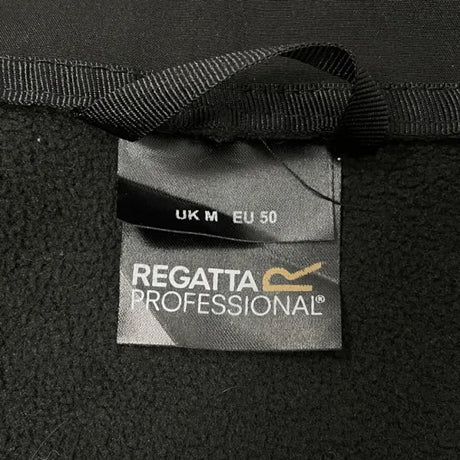 UK M EU 50
REGATTA
PROFESSIONAL®